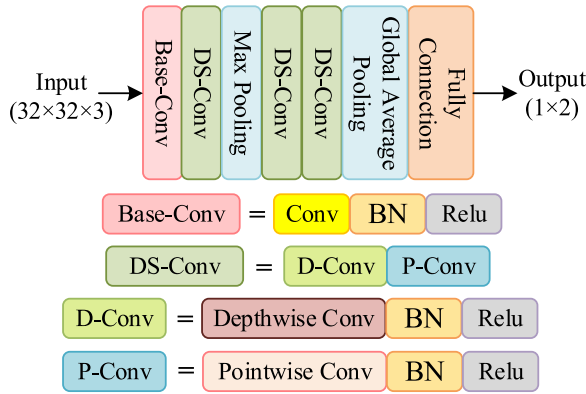 Input
(32×32×3)
Base-Conv
DS-Conv
Max Pooling
DS-Conv
DS-Conv
Global Average
Pooling
Fully
Connection
Output
(1×2)
Base-Conv = Conv BN Relu
DS-Conv = D-Conv P-Conv
D-Conv = Depthwise Conv BN Relu
P-Conv = Pointwise Conv BN Relu